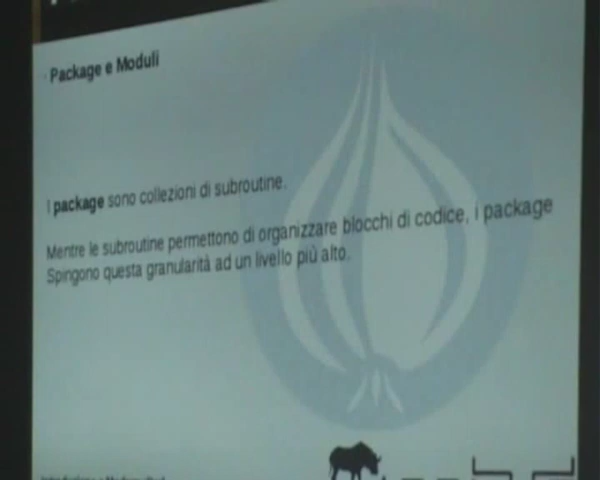 · Package e Moduli
I package sono collezioni di subroutine.
Mentre le subroutine permettono di organizzare blocchi di codice, i package
Spingono questa granularità ad un livello più alto.